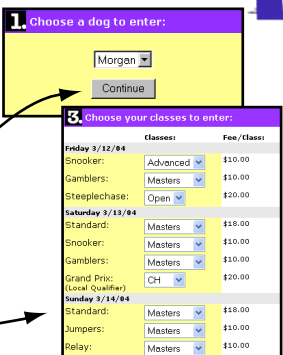 1. Choose a dog to enter:
Morgan
Continue
3. Choose your classes to enter:
Classes: Fee/Class:
Friday 3/12/04
Snooker: Advanced $10.00
Gamblers: Masters $10.00
Steeplechase: Open $20.00
Saturday 3/13/04
Standard: Masters $18.00
Snooker: Masters $10.00
Gamblers: Masters $10.00
Grand Prix: CH $20.00
(Local Qualifier)
Sunday 3/14/04
Standard: Masters $18.00
Jumpers: Masters $10.00
Relay: Masters $10.00